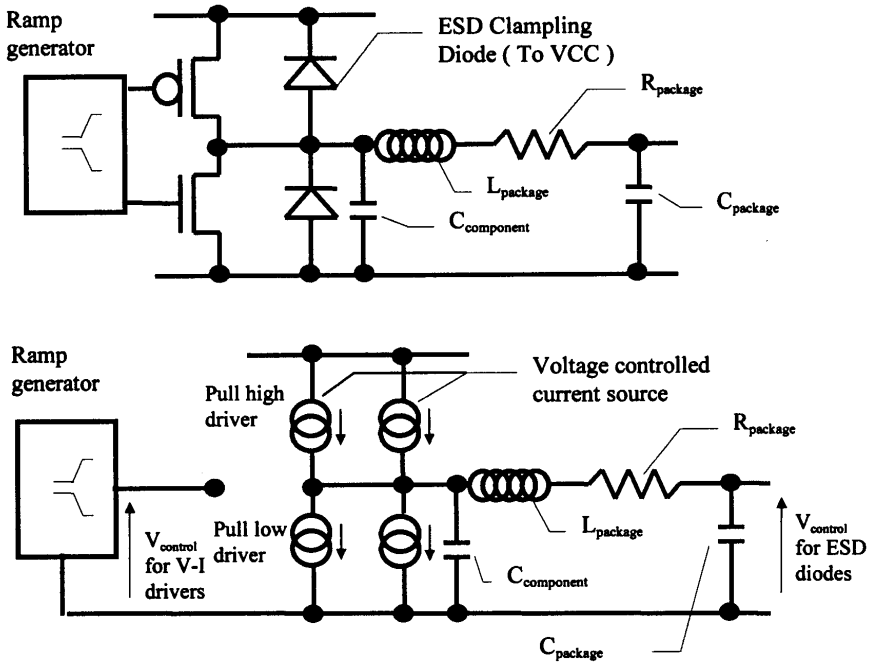 Ramp
generator
ESD Clampling
Diode ( To VCC )
Rpackage
Lpackage
Cpackage
Ccomponent
Ramp
generator
Pull high
driver
Voltage controlled
current source
Rpackage
Vcontrol
for V-I
drivers
Pull low
driver
Lpackage
Ccomponent
Vcontrol
for ESD
diodes
Cpackage